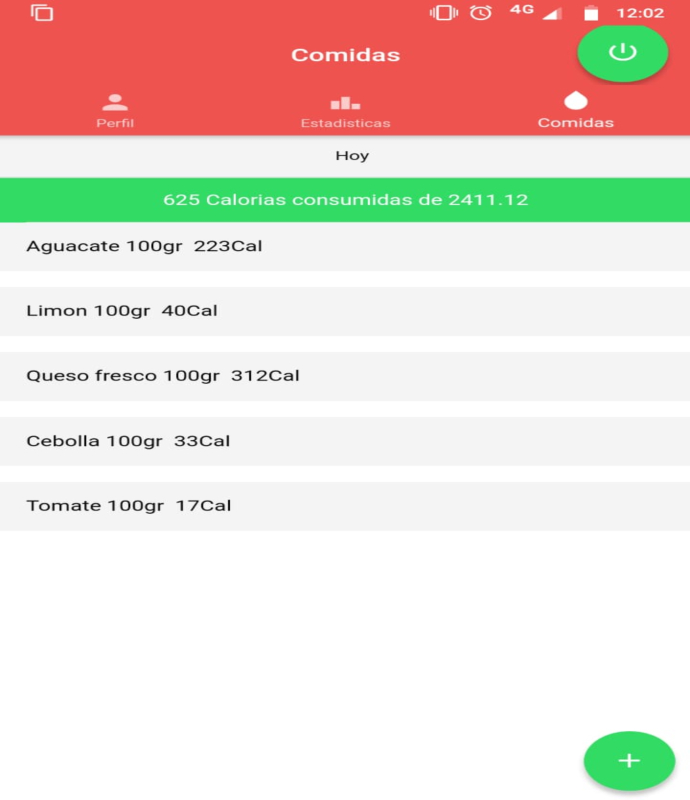 4G 12:02
Comidas
Perfil Estadisticas Comidas
Hoy
625 Calorias consumidas de 2411.12
Aguacate 100gr 223Cal
Limon 100gr 40Cal
Queso fresco 100gr 312Cal
Cebolla 100gr 33Cal
Tomate 100gr 17Cal
+